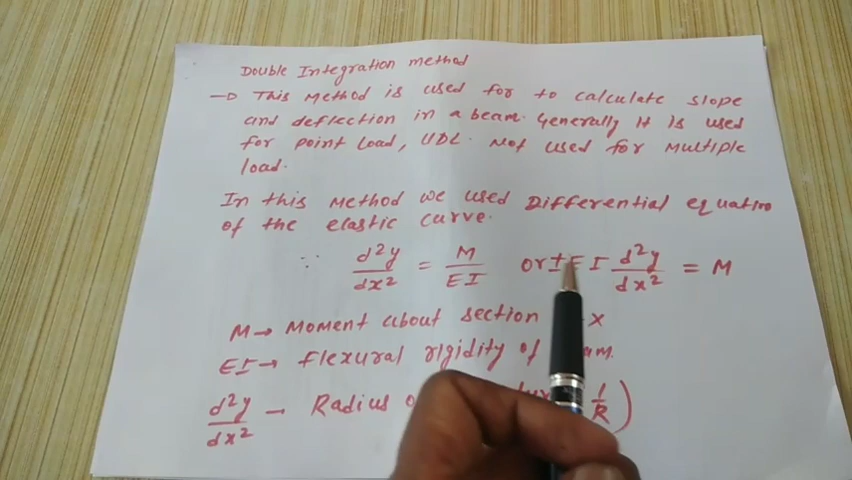 Double Integration method
→ This method is used for to calculate slope
and deflection in a beam. Generally it is used
for point load, UDL. Not used for multiple
load.
In this method we used Differential equation
of the elastic curve.
∵ d²y/dx² = M/EI or ± EI d²y/dx² = M
M → Moment about section x
EI → flexural rigidity of
d²y/dx² → Radius 1/R)